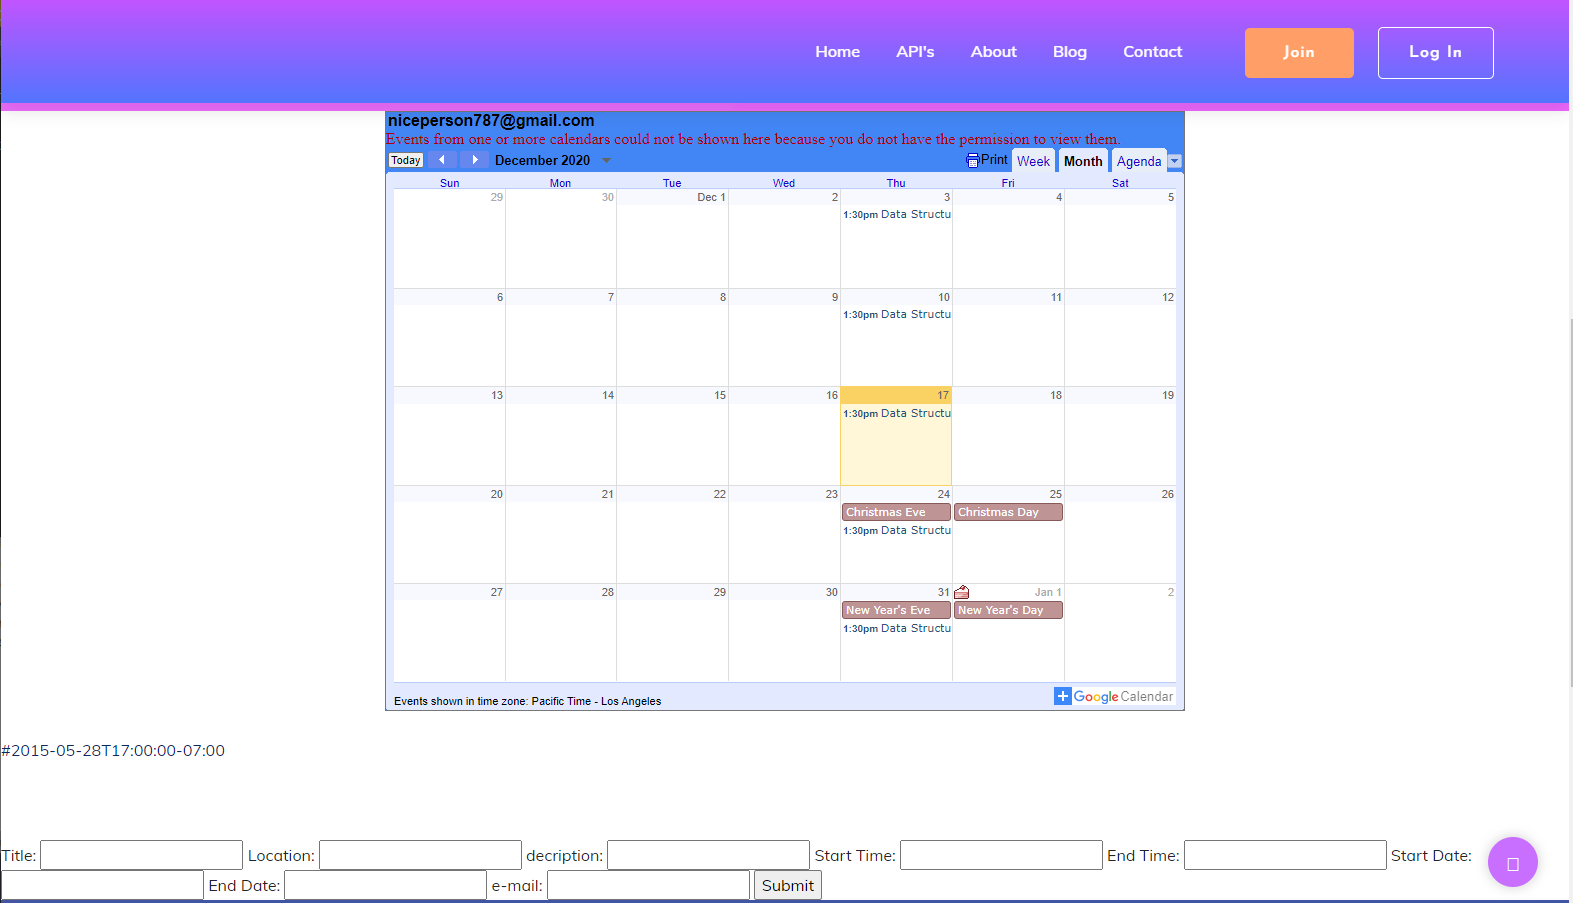 Home API's About Blog Contact Join Log In
niceperson787@gmail.com
Events from one or more calendars could not be shown here because you do not have the permission to view them.
Today December 2020 Print Week Month Agenda
Sun Mon Tue Wed Thu Fri Sat
29 30 Dec 1 2 3 4 5
1:30pm Data Structu
6 7 8 9 10 11 12
1:30pm Data Structu
13 14 15 16 17 18 19
1:30pm Data Structu
20 21 22 23 24 25 26
Christmas Eve Christmas Day
1:30pm Data Structu
27 28 29 30 31 Jan 1 2
New Year's Eve New Year's Day
1:30pm Data Structu
Events shown in time zone: Pacific Time - Los Angeles
Google Calendar
#2015-05-28T17:00:00-07:00
Title: Location: decription: Start Time: End Time: Start Date:
End Date: e-mail: Submit